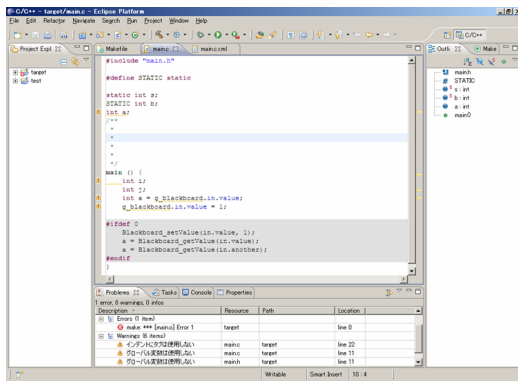 C/C++ - target/main.c - Eclipse Platform
File Edit Refactor Navigate Search Run Project Window Help
C/C++
Project Expl
target
test
Makefile
main.c
main.c.xml
#include "main.h"
#define STATIC static
static int s;
STATIC int b;
int a;
/**
*
*
*
*
*/
main () {
int i;
int j;
int a = g_blackboard.in.value;
g_blackboard.in.value = 1;
#ifdef 0
Blackboard_setValue(in.value, 1);
a = Blackboard_getValue(in.value);
a = Blackboard_getValue(in.another);
#endif
}
Outli
Make
main.h
STATIC
s : int
b : int
a : int
main()
Problems Tasks Console Properties
1 error, 6 warnings, 0 infos
Description Resource Path Location
Errors (1 item)
make: *** [main.o] Error 1 target line 0
Warnings (6 items)
インデントにタブは使用しない main.c target line 22
グローバル変数は使用しない main.c target line 11
グローバル変数は使用しない main.h target line 11
Writable Smart Insert 10 : 4